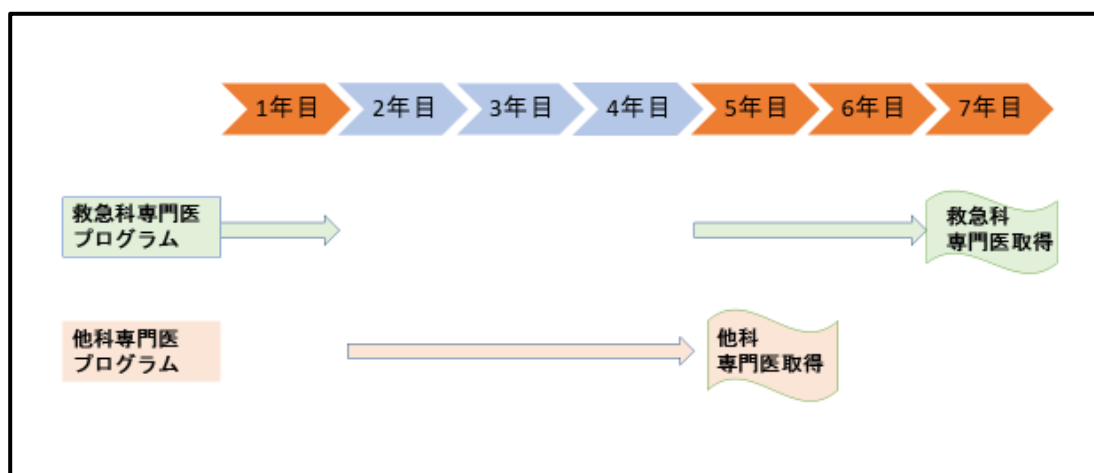 1年目 2年目 3年目 4年目 5年目 6年目 7年目
救急科専門医
プログラム
救急科
専門医取得
他科専門医
プログラム
他科
専門医取得